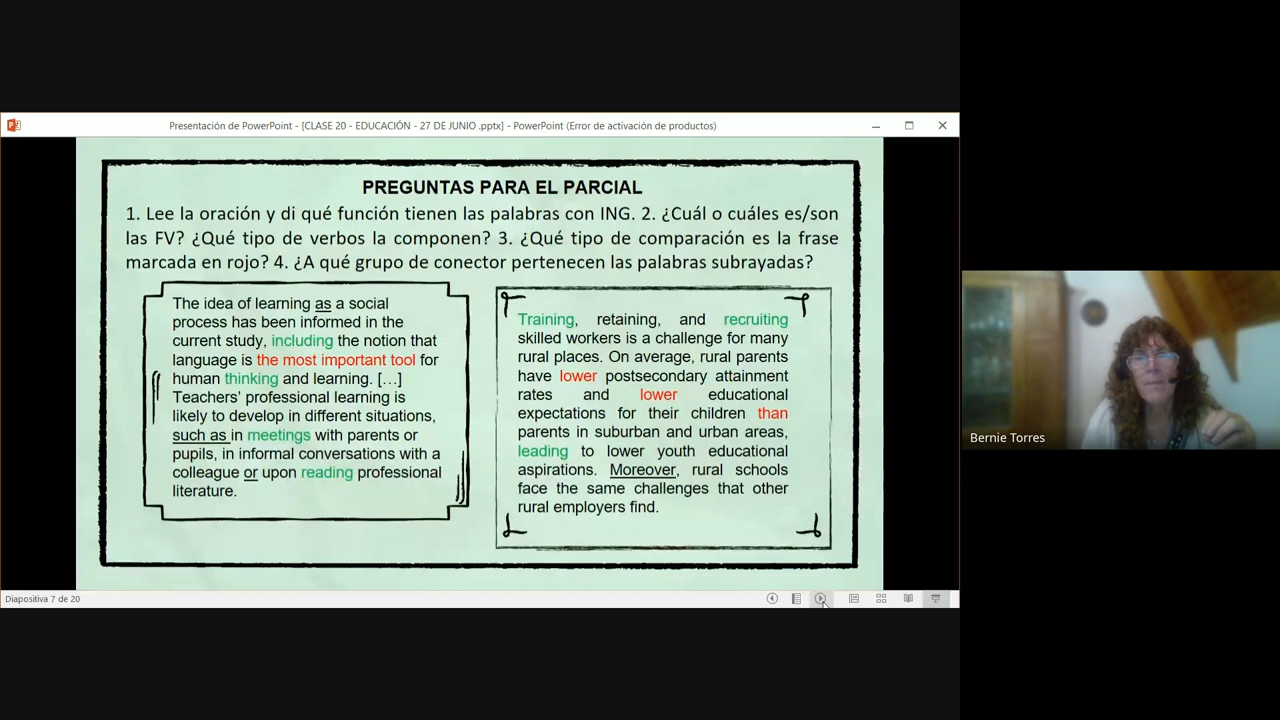 Presentación de PowerPoint - [CLASE 20 - EDUCACIÓN - 27 DE JUNIO .pptx] - PowerPoint (Error de activación de productos)
PREGUNTAS PARA EL PARCIAL
1. Lee la oración y di qué función tienen las palabras con ING. 2. ¿Cuál o cuáles es/son
las FV? ¿Qué tipo de verbos la componen? 3. ¿Qué tipo de comparación es la frase
marcada en rojo? 4. ¿A qué grupo de conector pertenecen las palabras subrayadas?
The idea of learning as a social
process has been informed in the
current study, including the notion that
language is the most important tool for
human thinking and learning. […]
Teachers’ professional learning is
likely to develop in different situations,
such as in meetings with parents or
pupils, in informal conversations with a
colleague or upon reading professional
literature.
Training, retaining, and recruiting
skilled workers is a challenge for many
rural places. On average, rural parents
have lower postsecondary attainment
rates and lower educational
expectations for their children than
parents in suburban and urban areas,
leading to lower youth educational
aspirations. Moreover, rural schools
face the same challenges that other
rural employers find.
Diapositiva 7 de 20
Bernie Torres